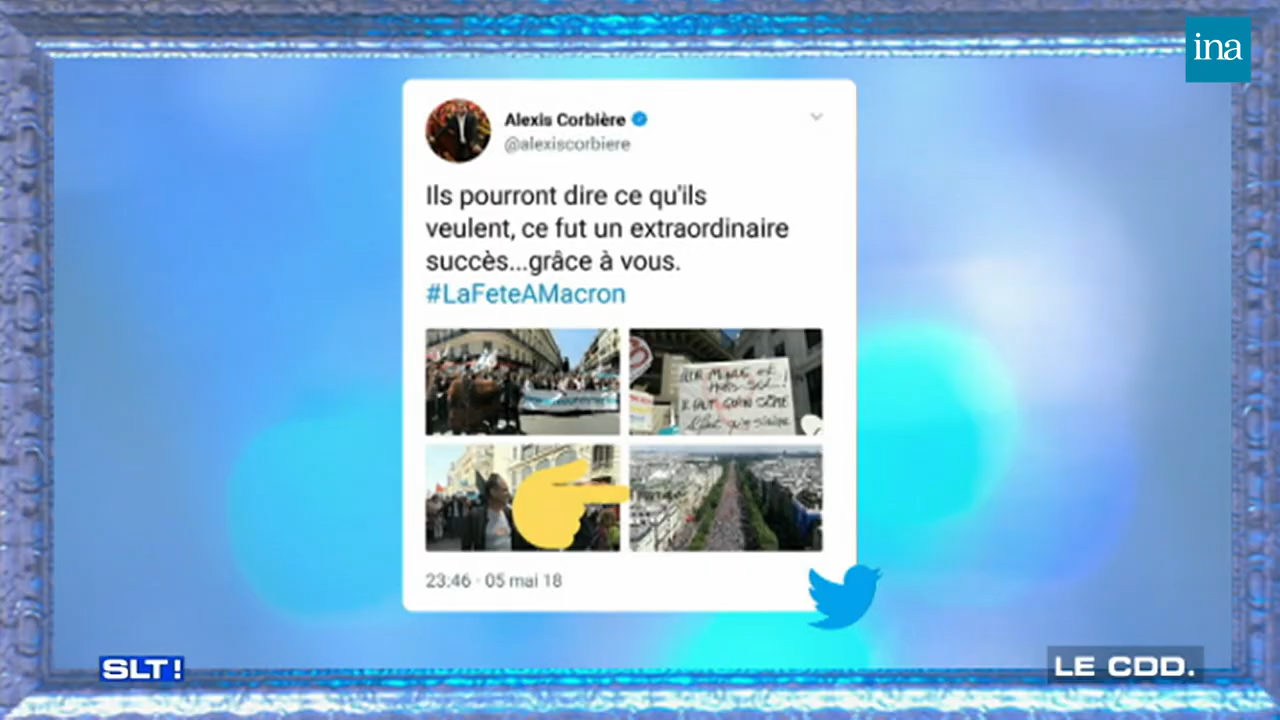 ina
Alexis Corbière
@alexiscorbiere
Ils pourront dire ce qu'ils
veulent, ce fut un extraordinaire
succès...grâce à vous.
#LaFeteAMacron
23:46 · 05 mai 18
SLT!
LE CDD.